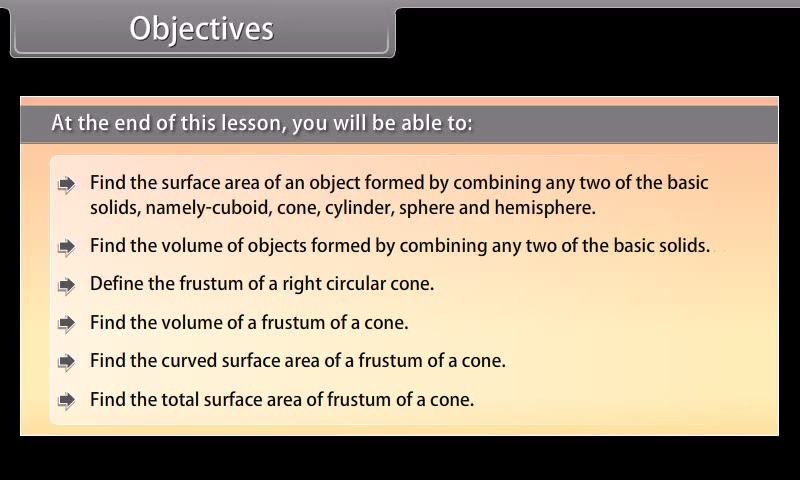 Objectives
At the end of this lesson, you will be able to:
Find the surface area of an object formed by combining any two of the basic
solids, namely-cuboid, cone, cylinder, sphere and hemisphere.
Find the volume of objects formed by combining any two of the basic solids.
Define the frustum of a right circular cone.
Find the volume of a frustum of a cone.
Find the curved surface area of a frustum of a cone.
Find the total surface area of frustum of a cone.